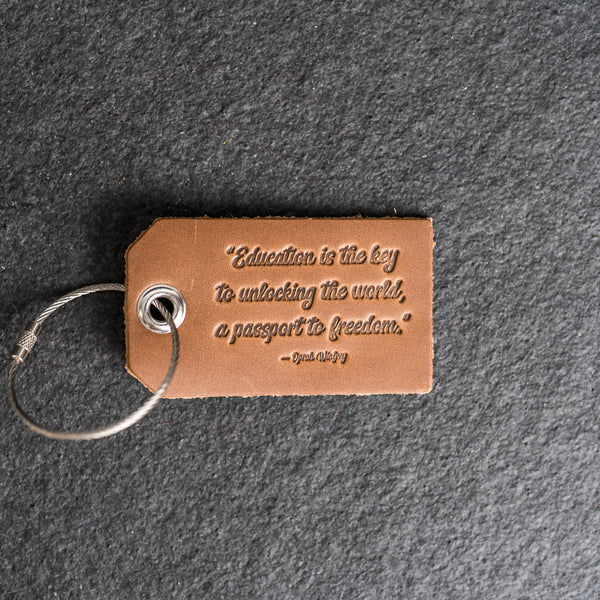 “Education is the key
to unlocking the world,
a passport to freedom.”
— Oprah Winfrey